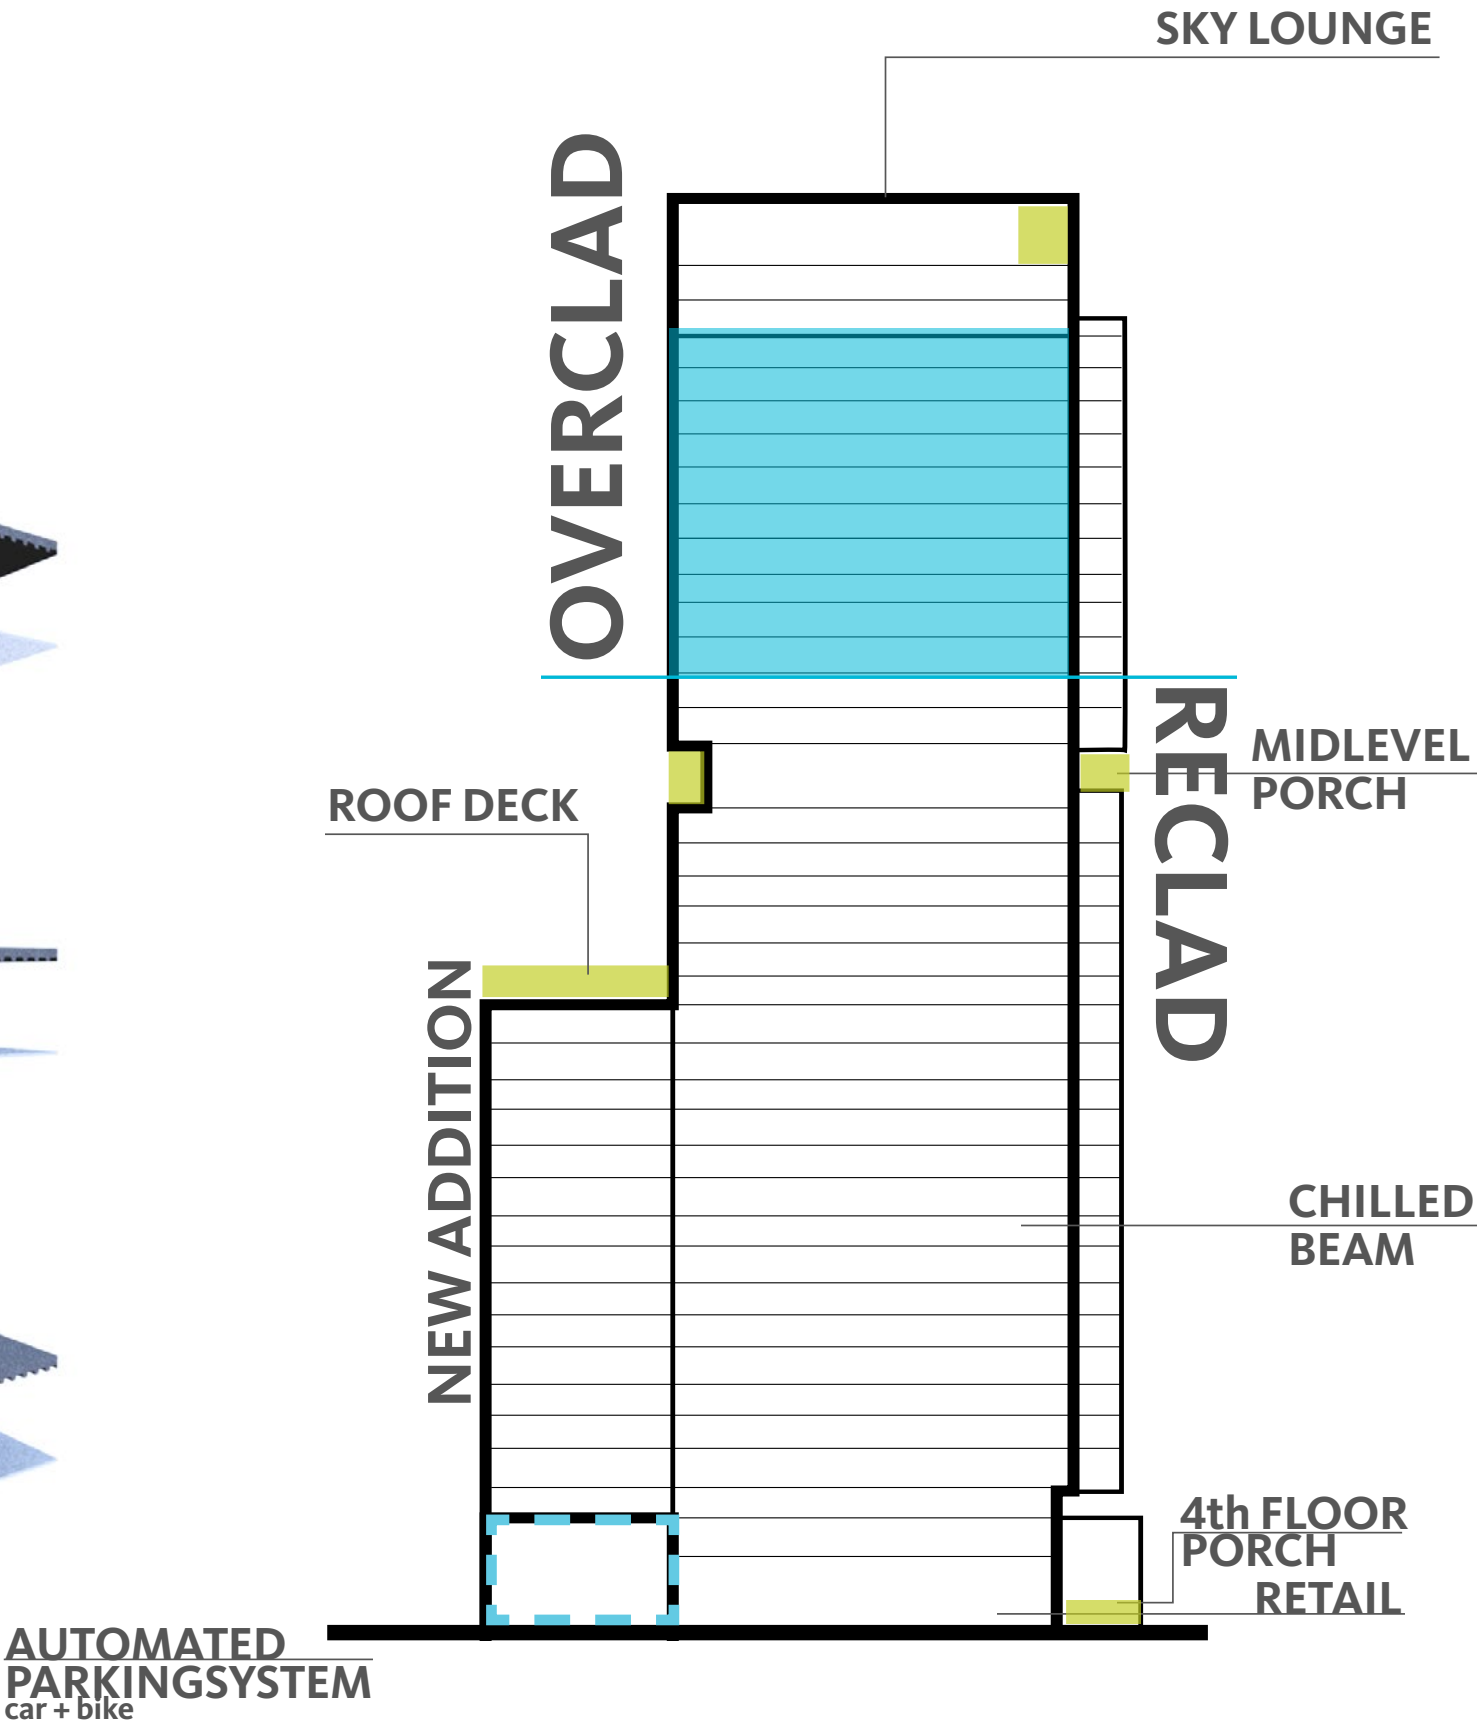 SKY LOUNGE
OVERCLAD
RECLAD
MIDLEVEL
PORCH
ROOF DECK
NEW ADDITION
CHILLED
BEAM
4th FLOOR
PORCH
RETAIL
AUTOMATED
PARKINGSYSTEM
car + bike